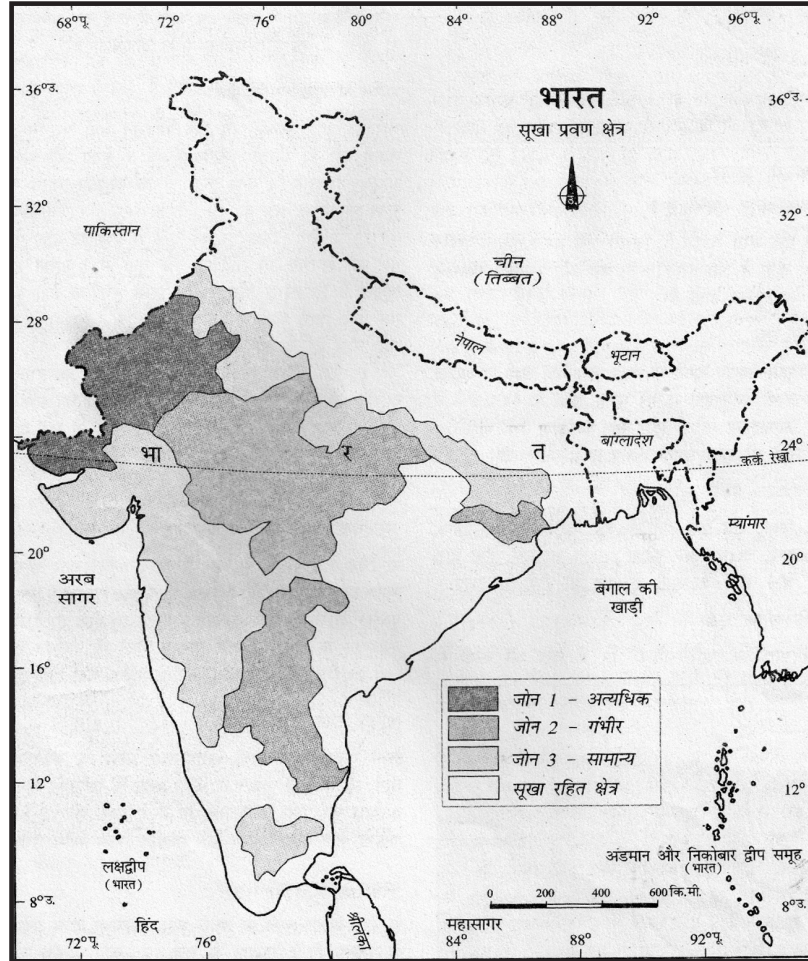 68°पू. 72° 76° 80° 84° 88° 92° 96°पू.
36°उ.
36°उ.
भारत
सूखा प्रवण क्षेत्र
उ
32°
32°
पाकिस्तान
चीन
(तिब्बत)
28°
28°
नेपाल
भूटान
बांग्लादेश
भा र त
24°
कर्क रेखा
म्यांमार
20°
20°
अरब
सागर
बंगाल की
खाड़ी
16°
16°
जोन 1 - अत्यधिक
जोन 2 - गंभीर
जोन 3 - सामान्य
सूखा रहित क्षेत्र
12°
12°
लक्षद्वीप
(भारत)
अंडमान और निकोबार द्वीप समूह
(भारत)
0 200 400 600 कि.मी.
8°उ.
8°उ.
हिंद
श्रीलंका
महासागर
72°पू. 76° 84° 88° 92°पू.